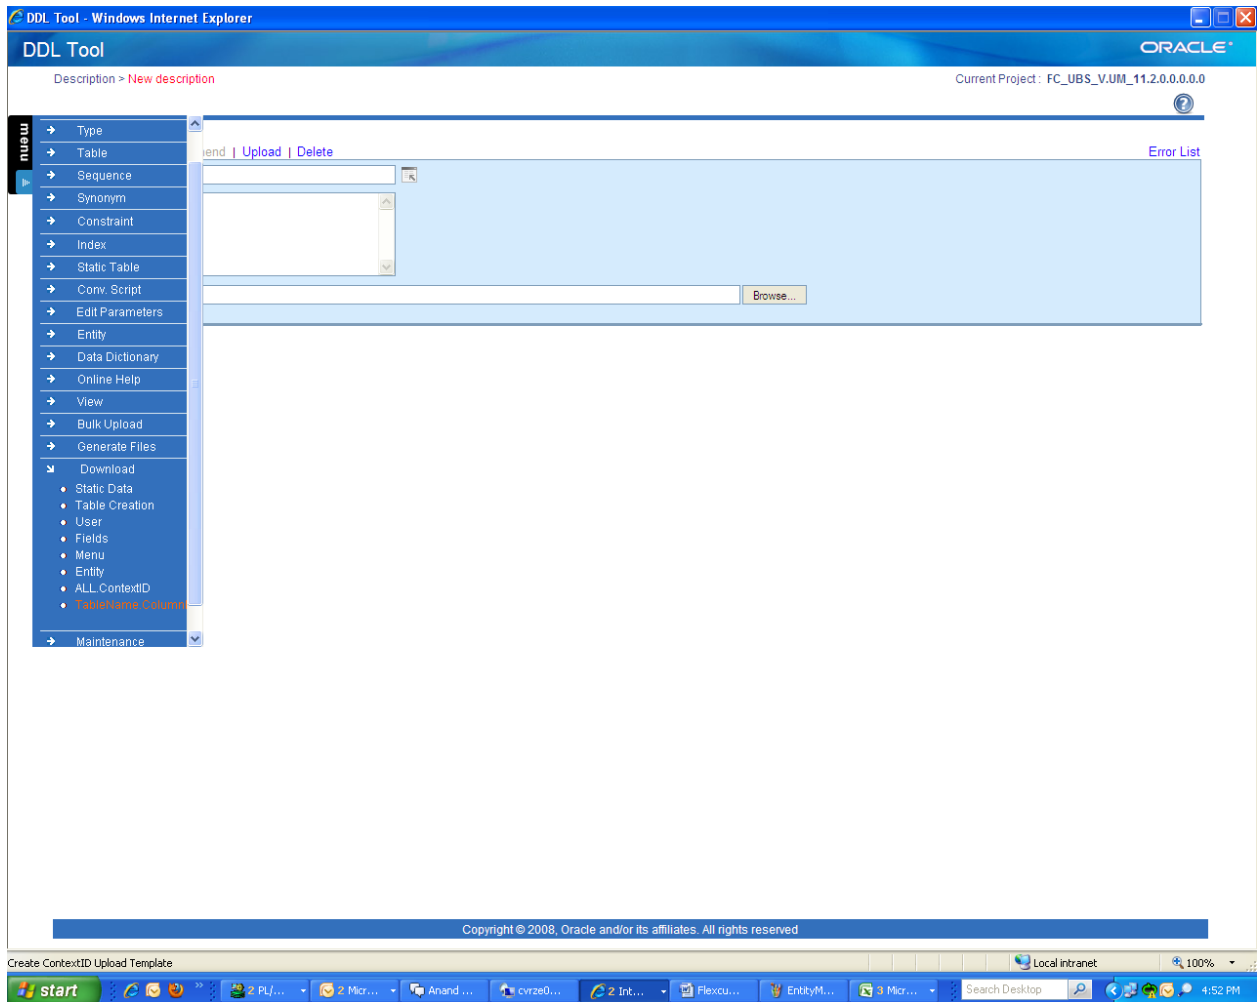 DDL Tool - Windows Internet Explorer
DDL Tool
ORACLE
Description > New description
Current Project : FC_UBS_V.UM_11.2.0.0.0.0.0
menu
Type
Table
end | Upload | Delete
Error List
Sequence
Synonym
Constraint
Index
Static Table
Conv. Script
Browse...
Edit Parameters
Entity
Data Dictionary
Online Help
View
Bulk Upload
Generate Files
Download
Static Data
Table Creation
User
Fields
Menu
Entity
ALL.ContextID
TableName.Column
Maintenance
Copyright © 2008, Oracle and/or its affiliates. All rights reserved
Create ContextID Upload Template
Local intranet
100%
start
2 PL/...
2 Micr...
Anand ...
cvrze0...
2 Int...
Flexcu...
EntityM...
3 Micr...
Search Desktop
4:52 PM